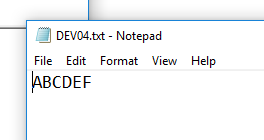 DEV04.txt - Notepad
File Edit Format View Help
ABCDEF